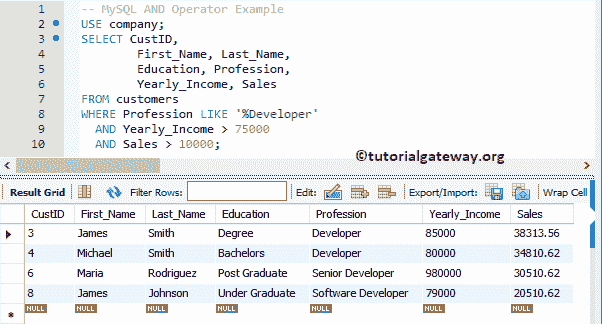 1 -- MySQL AND Operator Example
2 USE company;
3 SELECT CustID,
4 First_Name, Last_Name,
5 Education, Profession,
6 Yearly_Income, Sales
7 FROM customers
8 WHERE Profession LIKE '%Developer'
9 AND Yearly_Income > 75000
10 AND Sales > 10000;
©tutorialgateway.org
Result Grid Filter Rows: Edit: Export/Import: Wrap Cell
CustID First_Name Last_Name Education Profession Yearly_Income Sales
3 James Smith Degree Developer 85000 38313.56
4 Michael Smith Bachelors Developer 80000 34810.62
6 Maria Rodriguez Post Graduate Senior Developer 980000 30510.62
8 James Johnson Under Graduate Software Developer 79000 20510.62
NULL NULL NULL NULL NULL NULL NULL